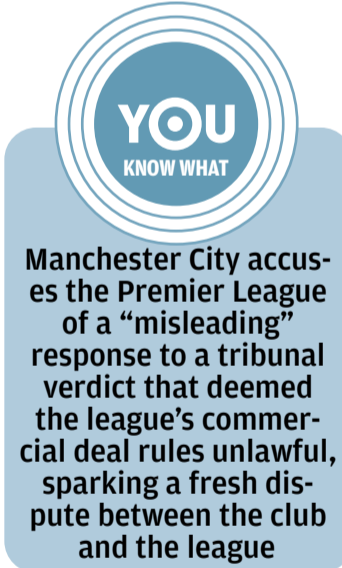 YOU
KNOW WHAT
Manchester City accus-
es the Premier League
of a “misleading”
response to a tribunal
verdict that deemed
the league’s commer-
cial deal rules unlawful,
sparking a fresh dis-
pute between the club
and the league